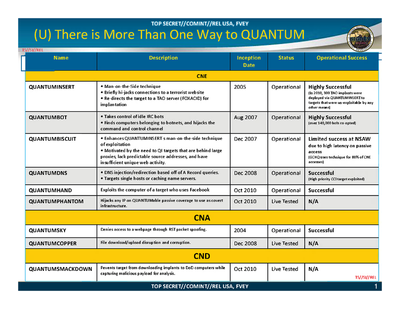 TOP SECRET//COMINT//REL USA, FVEY
(U) There is More Than One Way to QUANTUM
TS//SI//REL
Name Description Inception Date Status Operational Success
CNE
QUANTUMINSERT
• Man-on-the-Side technique
• Briefly hi-jacks connections to a terrorist website
• Re-directs the target to a TAO server (FOXACID) for implantation
2005 Operational
Highly Successful
(In 2010, 300 TAO implants were deployed via QUANTUMINSERT to targets that were un-exploitable by any other means)
QUANTUMBOT
• Takes control of idle IRC bots
• Finds computers belonging to botnets, and hijacks the command and control channel
Aug 2007 Operational
Highly Successful
(over 140,000 bots co-opted)
QUANTUMBISCUIT
• Enhances QUANTUMINSERT's man-on-the-side technique of exploitation
• Motivated by the need to QI targets that are behind large proxies, lack predictable source addresses, and have insufficient unique web activity.
Dec 2007 Operational
Limited success at NSAW due to high latency on passive access
(GCHQ uses technique for 80% of CNE accesses)
QUANTUMDNS
• DNS injection/redirection based off of A Record queries.
• Targets single hosts or caching name servers.
Dec 2008 Operational
Successful
(High priority CCI target exploited)
QUANTUMHAND
Exploits the computer of a target who uses Facebook
Oct 2010 Operational Successful
QUANTUMPHANTOM
Hijacks any IP on QUANTUMable passive coverage to use as covert infrastructure.
Oct 2010 Live Tested N/A
CNA
QUANTUMSKY
Denies access to a webpage through RST packet spoofing.
2004 Operational Successful
QUANTUMCOPPER
File download/upload disruption and corruption.
Dec 2008 Live Tested N/A
CND
QUANTUMSMACKDOWN
Prevents target from downloading implants to DoD computers while capturing malicious payload for analysis.
Oct 2010 Live Tested N/A
TS//SI//REL
TOP SECRET//COMINT//REL USA, FVEY
1